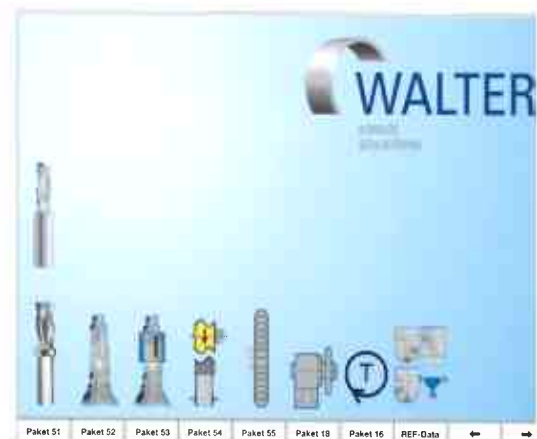 WALTER
T
Paket 51 Paket 52 Paket 53 Paket 54 Paket 55 Paket 18 Paket 16 REF-Data ← →